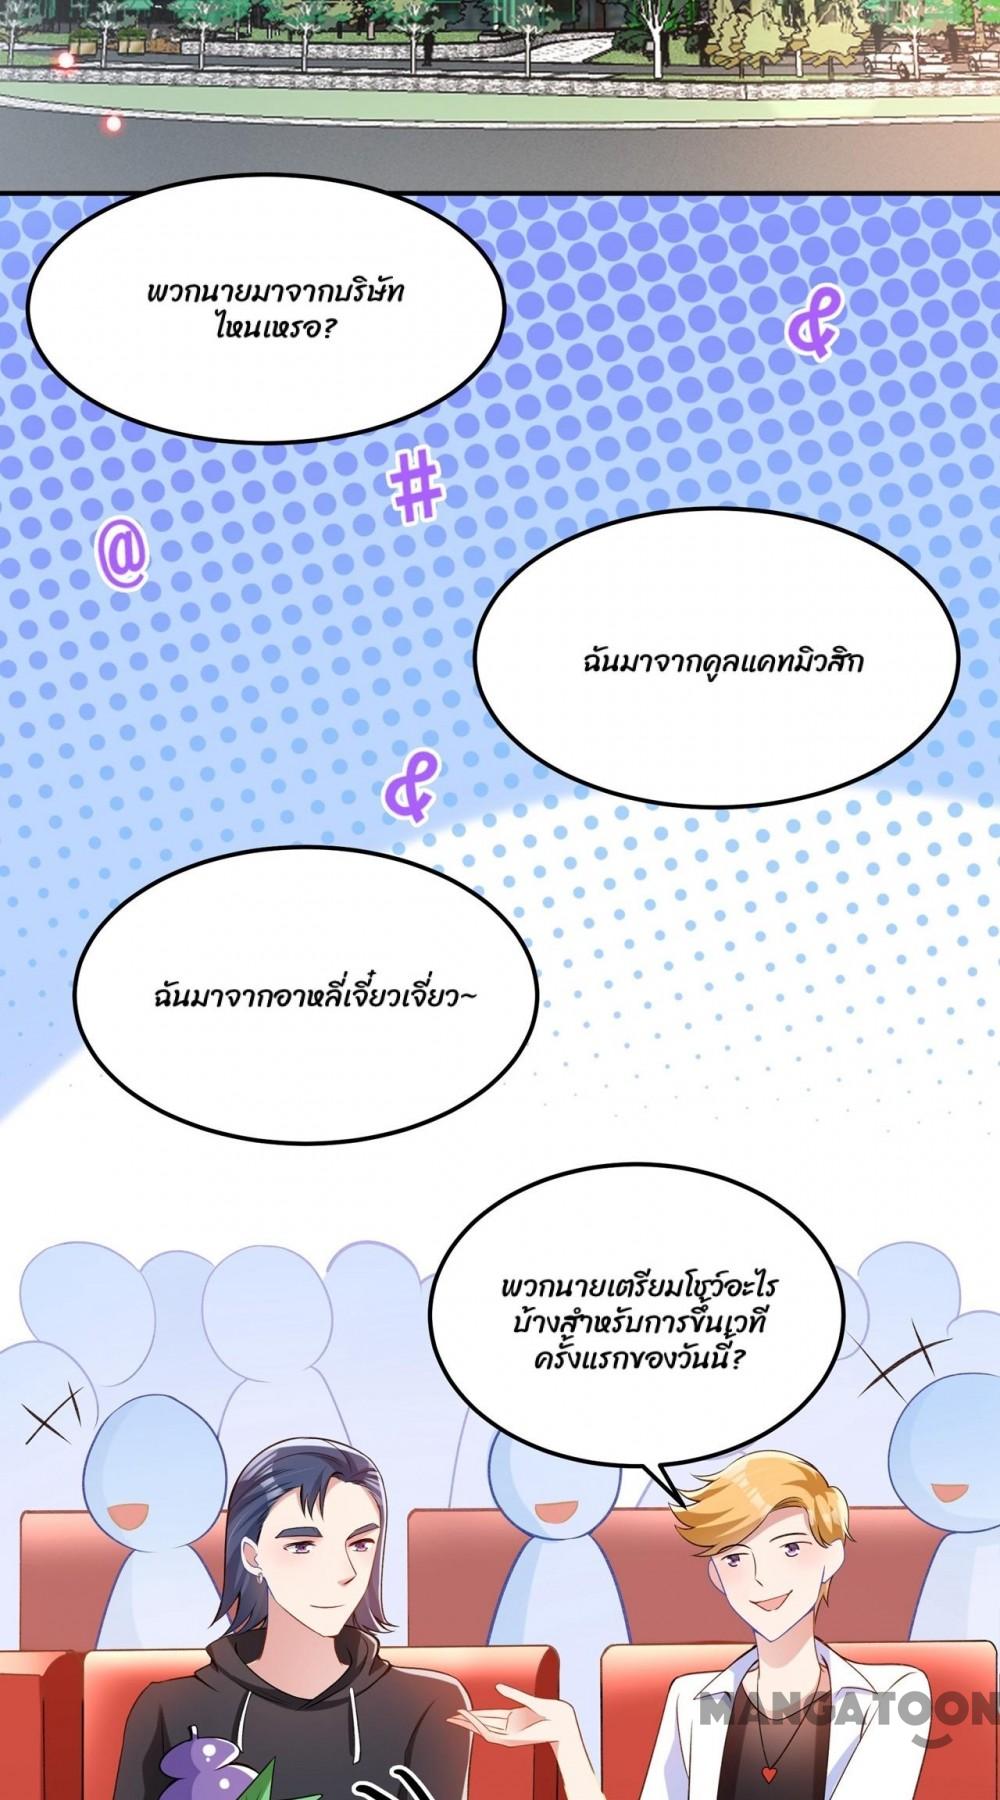 พวกนายมาจากบริษัท
ไหนเหรอ?
&
#
@
ฉันมาจากคูลแคทมิวสิก
&
ฉันมาจากอาหลี่เจี๋ยวเจี่ยว~
พวกนายเตรียมโชว์อะไร
บ้างสำหรับการขึ้นเวที
ครั้งแรกของวันนี้?
MANGATOON